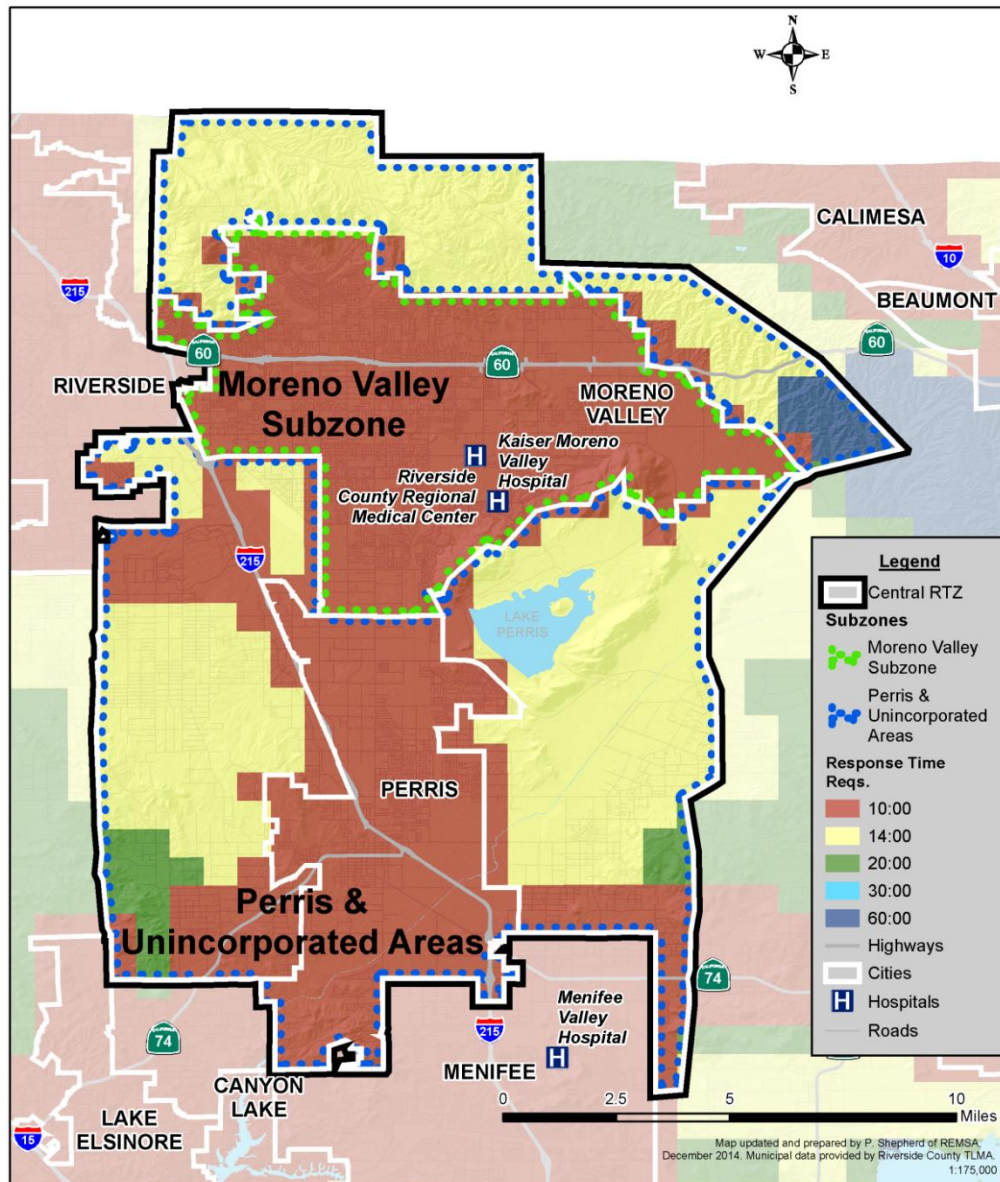 N
W E
S
CALIMESA
10
215
BEAUMONT
60
60
60
RIVERSIDE
Moreno Valley
Subzone
MORENO
VALLEY
H
Kaiser Moreno
Valley
Hospital
Riverside
County Regional
Medical Center
H
215
LAKE
PERRIS
PERRIS
Perris &
Unincorporated Areas
Legend
Central RTZ
Subzones
Moreno Valley
Subzone
Perris &
Unincorporated
Areas
Response Time
Reqs.
10:00
14:00
20:00
30:00
60:00
Highways
Cities
H Hospitals
Roads
CALIFORNIA
74
CALIFORNIA
74
215
Menifee
Valley
Hospital
H
MENIFEE
CANYON
LAKE
LAKE
ELSINORE
15
0 2.5 5 10
Miles
Map updated and prepared by P. Shepherd of REMSA,
December 2014. Municipal data provided by Riverside County TLMA.
1:175,000